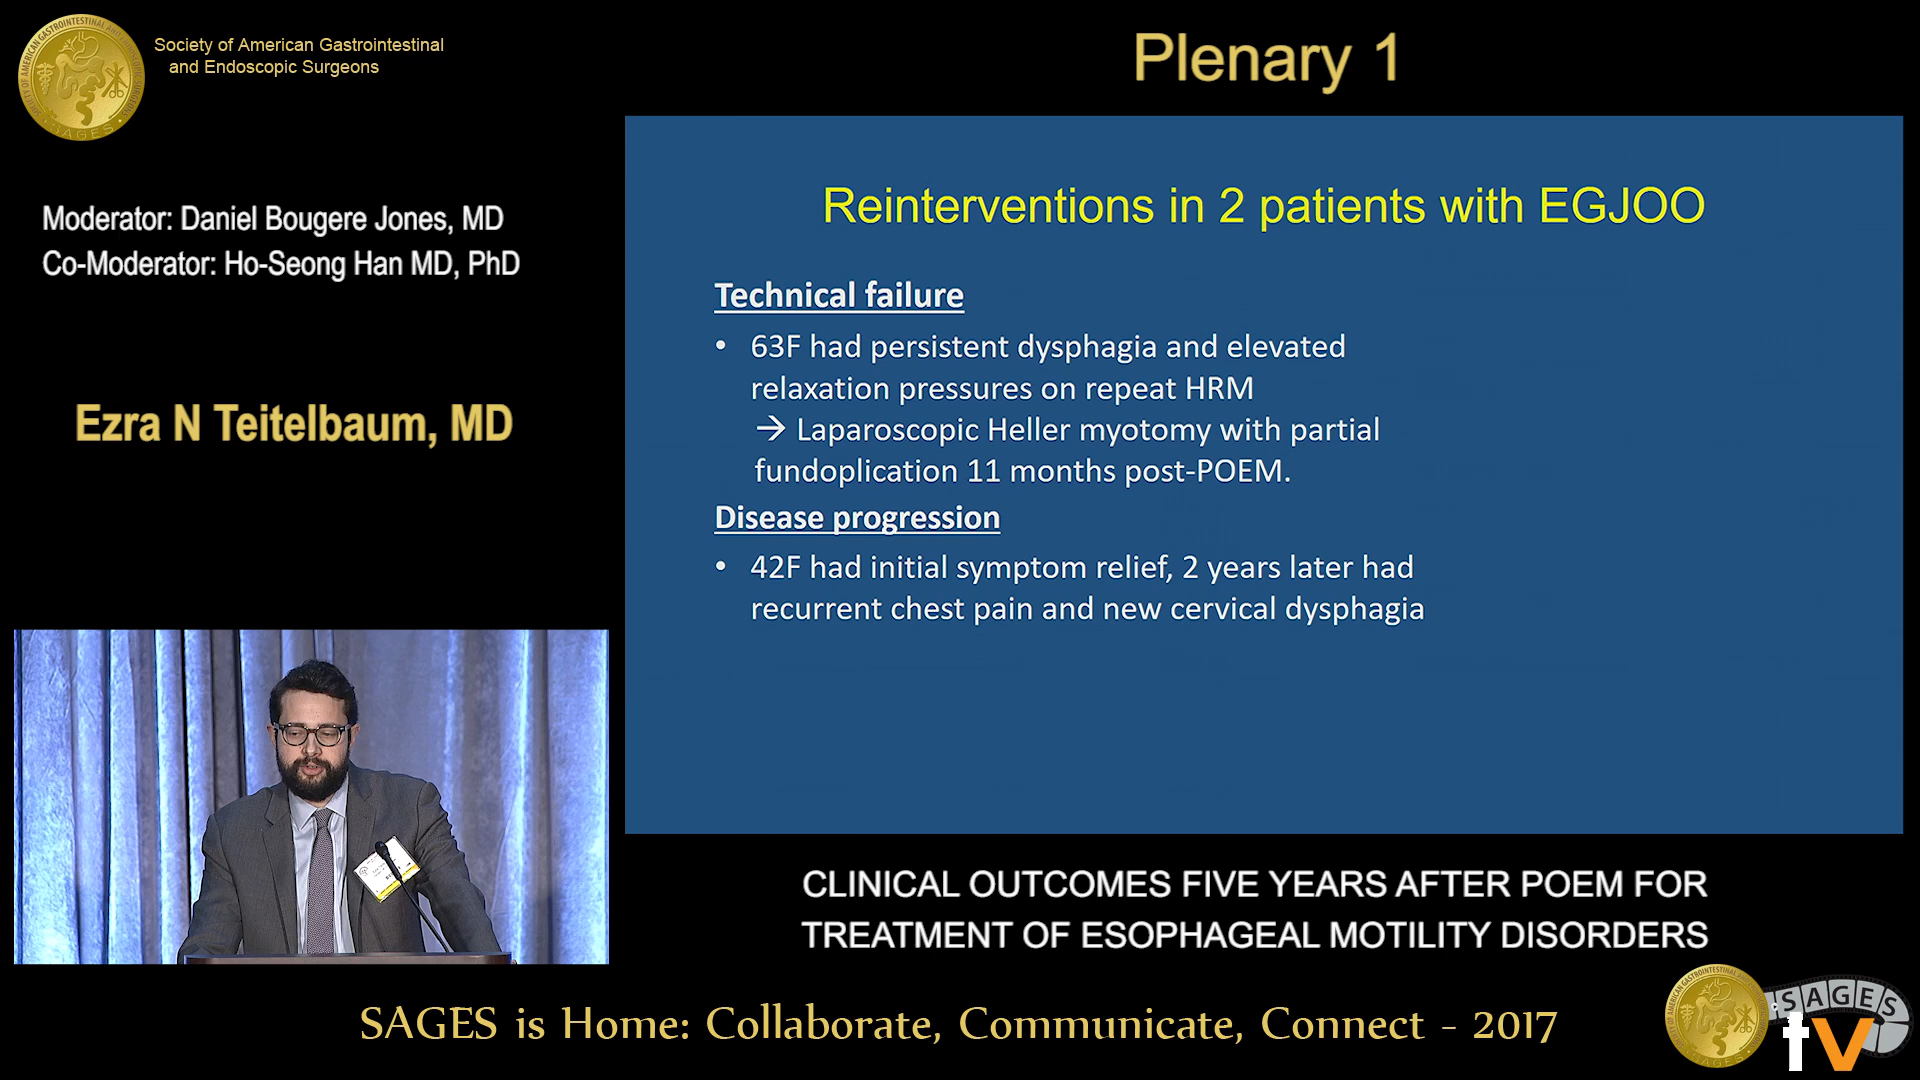 Society of American Gastrointestinal
and Endoscopic Surgeons
Plenary 1
Moderator: Daniel Bougere Jones, MD
Co-Moderator: Ho-Seong Han MD, PhD
Ezra N Teitelbaum, MD
Reinterventions in 2 patients with EGJOO
Technical failure
• 63F had persistent dysphagia and elevated
relaxation pressures on repeat HRM
→ Laparoscopic Heller myotomy with partial
fundoplication 11 months post-POEM.
Disease progression
• 42F had initial symptom relief, 2 years later had
recurrent chest pain and new cervical dysphagia
CLINICAL OUTCOMES FIVE YEARS AFTER POEM FOR
TREATMENT OF ESOPHAGEAL MOTILITY DISORDERS
SAGES is Home: Collaborate, Communicate, Connect - 2017
SAGES
tv